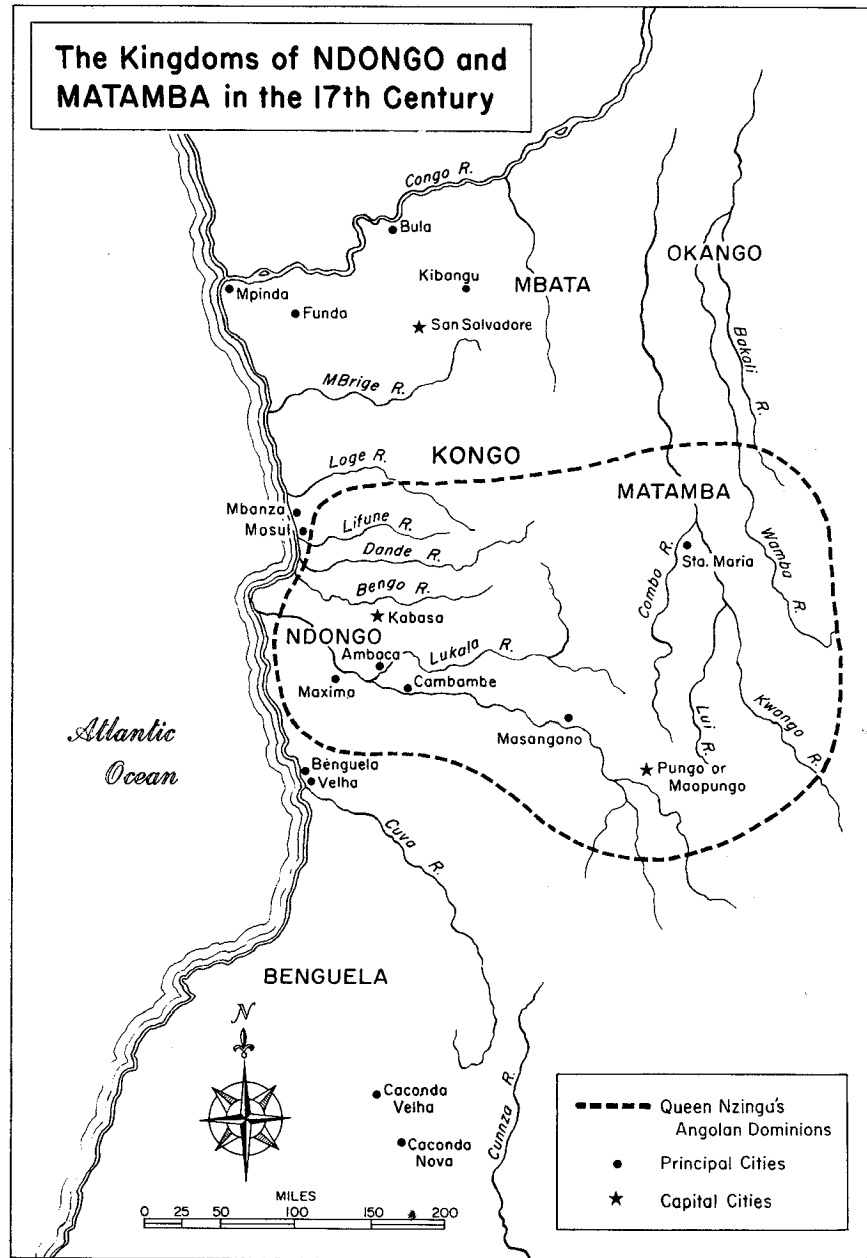 The Kingdoms of NDONGO and
MATAMBA in the 17th Century
Congo R.
Bula
OKANGO
Kibangu
MBATA
Mpinda
Funda
San Salvadore
Bakali R.
MBrige R.
KONGO
Loge R.
MATAMBA
Mbanza
Mosul
Lifune R.
Dande R.
Combo R.
Sta. Maria
Wamba R.
Bengo R.
Kabasa
NDONGO
Ambaca
Lukala R.
Maxima
Cambambe
Masangano
Lui R.
Kwango R.
Atlantic
Ocean
Benguela
Velha
Pungo or
Maopungo
Cuva R.
BENGUELA
N
Caconda
Velha
Caconda
Nova
Cunnza R.
Queen Nzingu's
Angolan Dominions
Principal Cities
Capital Cities
MILES
0 50 100 150 200